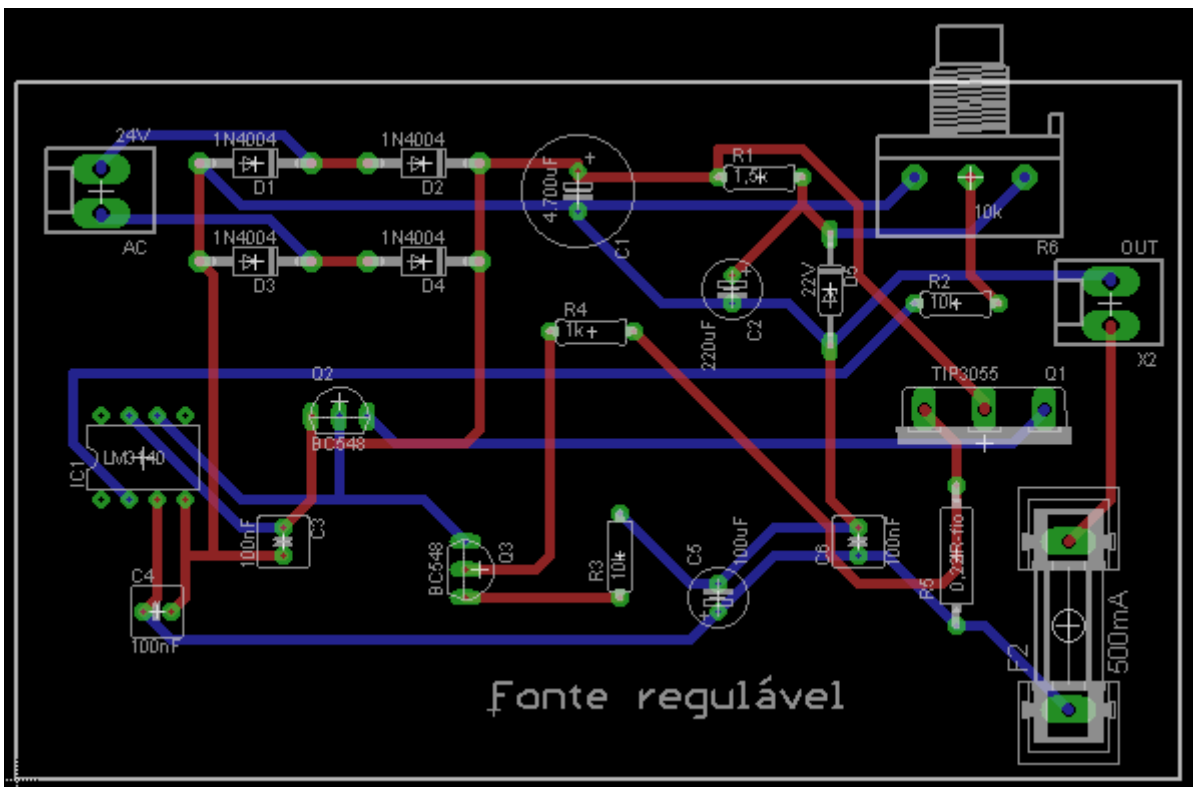 24V
1N4004
1N4004
D1
D2
AC
1N4004
1N4004
D3
D4
4.700uF
C1
R1
1,5k
10k
R6
OUT
X2
220uF
C2
22V
D5
R2
10k
R4
1k
Q2
BC548
TIP3055
Q1
IC1
LM3140
100nF
C3
C4
100nF
BC548
Q3
R3
10k
C5
100uF
C6
100nF
R5
F2
500mA
Fonte regulável